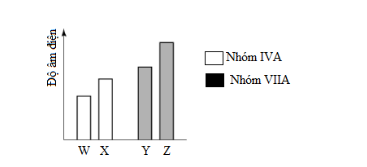 Độ âm điện
W X Y Z
Nhóm IVA
Nhóm VIIA